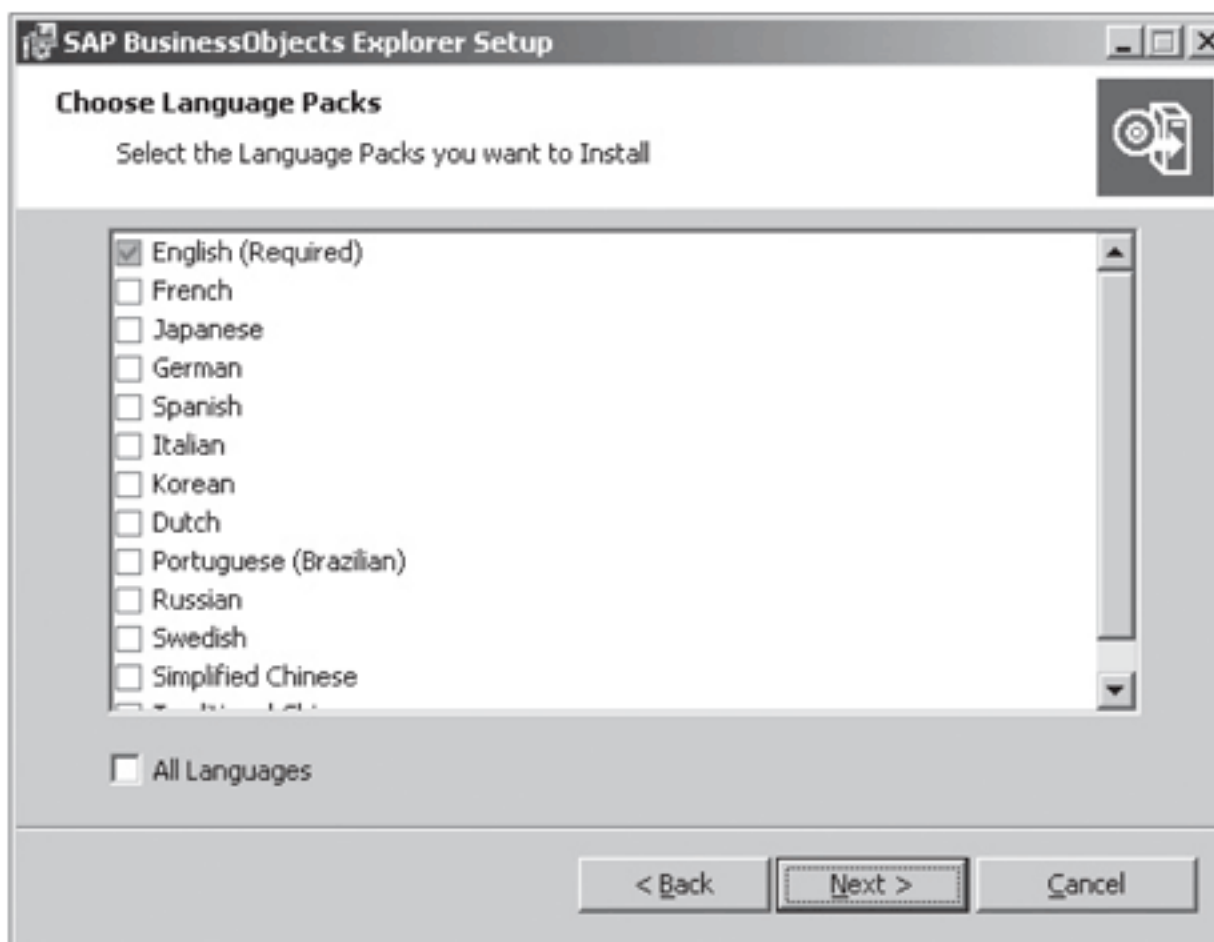 SAP BusinessObjects Explorer Setup
Choose Language Packs
Select the Language Packs you want to Install
English (Required)
French
Japanese
German
Spanish
Italian
Korean
Dutch
Portuguese (Brazilian)
Russian
Swedish
Simplified Chinese
All Languages
< Back
Next >
Cancel